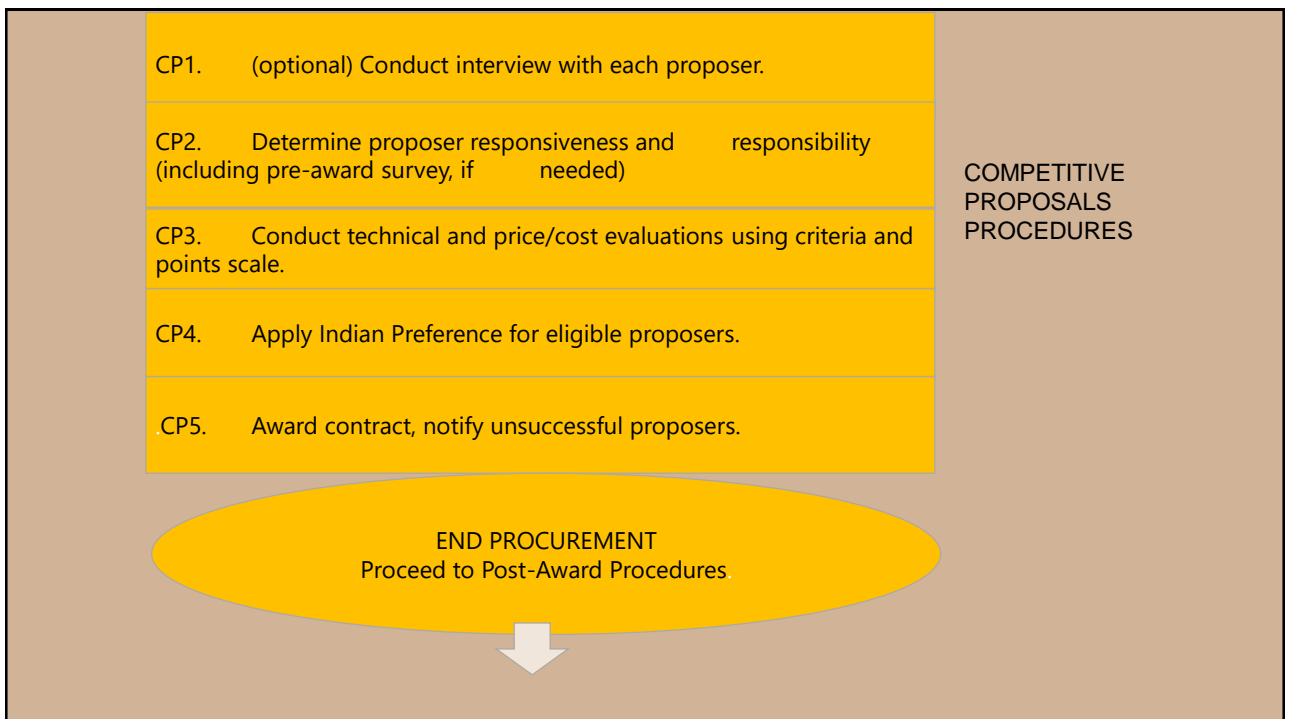 CP1. (optional) Conduct interview with each proposer.
CP2. Determine proposer responsiveness and responsibility
(including pre-award survey, if needed)
COMPETITIVE
PROPOSALS
PROCEDURES
CP3. Conduct technical and price/cost evaluations using criteria and
points scale.
CP4. Apply Indian Preference for eligible proposers.
.CP5. Award contract, notify unsuccessful proposers.
END PROCUREMENT
Proceed to Post-Award Procedures.